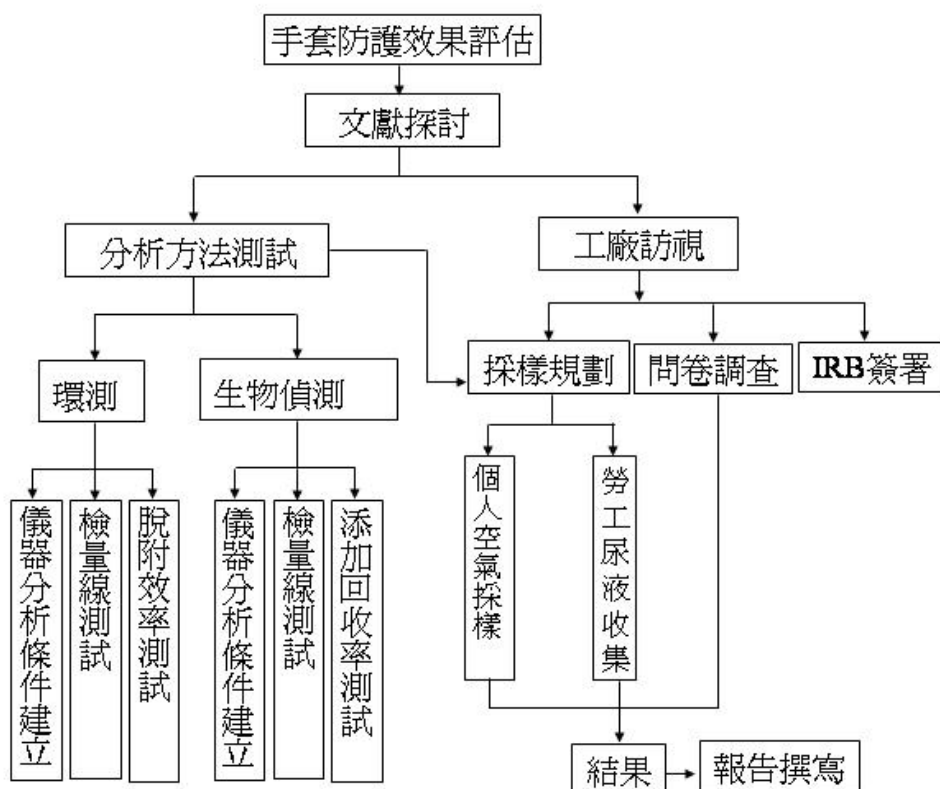 手套防護效果評估
文獻探討
分析方法測試
工廠訪視
環測
生物偵測
採樣規劃
問卷調查
IRB簽署
儀器分析條件建立
檢量線測試
脫附效率測試
儀器分析條件建立
檢量線測試
添加回收率測試
個人空氣採樣
勞工尿液收集
結果
報告撰寫